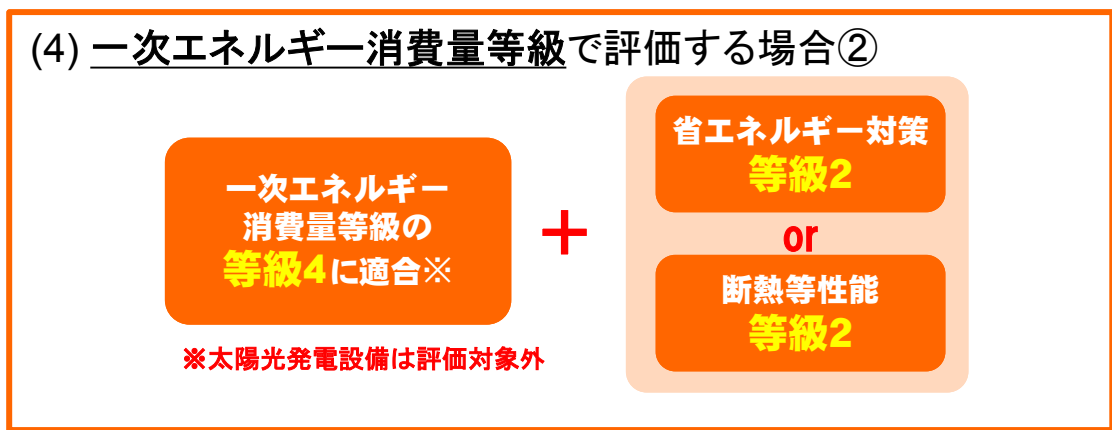 (4) 一次エネルギー消費量等級で評価する場合②
一次エネルギー
消費量等級の
等級4に適合※
※太陽光発電設備は評価対象外
+
省エネルギー対策
等級2
or
断熱等性能
等級2